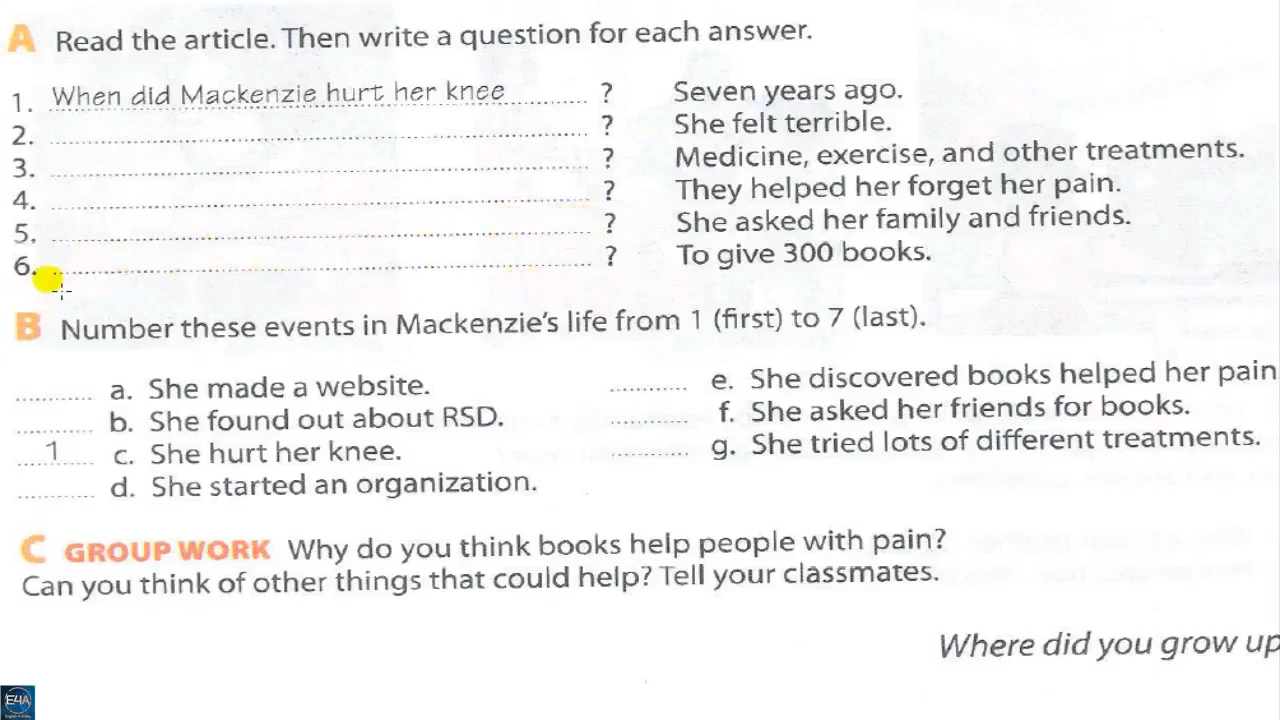 A Read the article. Then write a question for each answer.
1. When did Mackenzie hurt her knee ? Seven years ago.
2. ? She felt terrible.
3. ? Medicine, exercise, and other treatments.
4. ? They helped her forget her pain.
5. ? She asked her family and friends.
6. ? To give 300 books.
B Number these events in Mackenzie's life from 1 (first) to 7 (last).
a. She made a website. e. She discovered books helped her pain
b. She found out about RSD. f. She asked her friends for books.
1 c. She hurt her knee. g. She tried lots of different treatments.
d. She started an organization.
C GROUP WORK Why do you think books help people with pain?
Can you think of other things that could help? Tell your classmates.
Where did you grow up
E4A